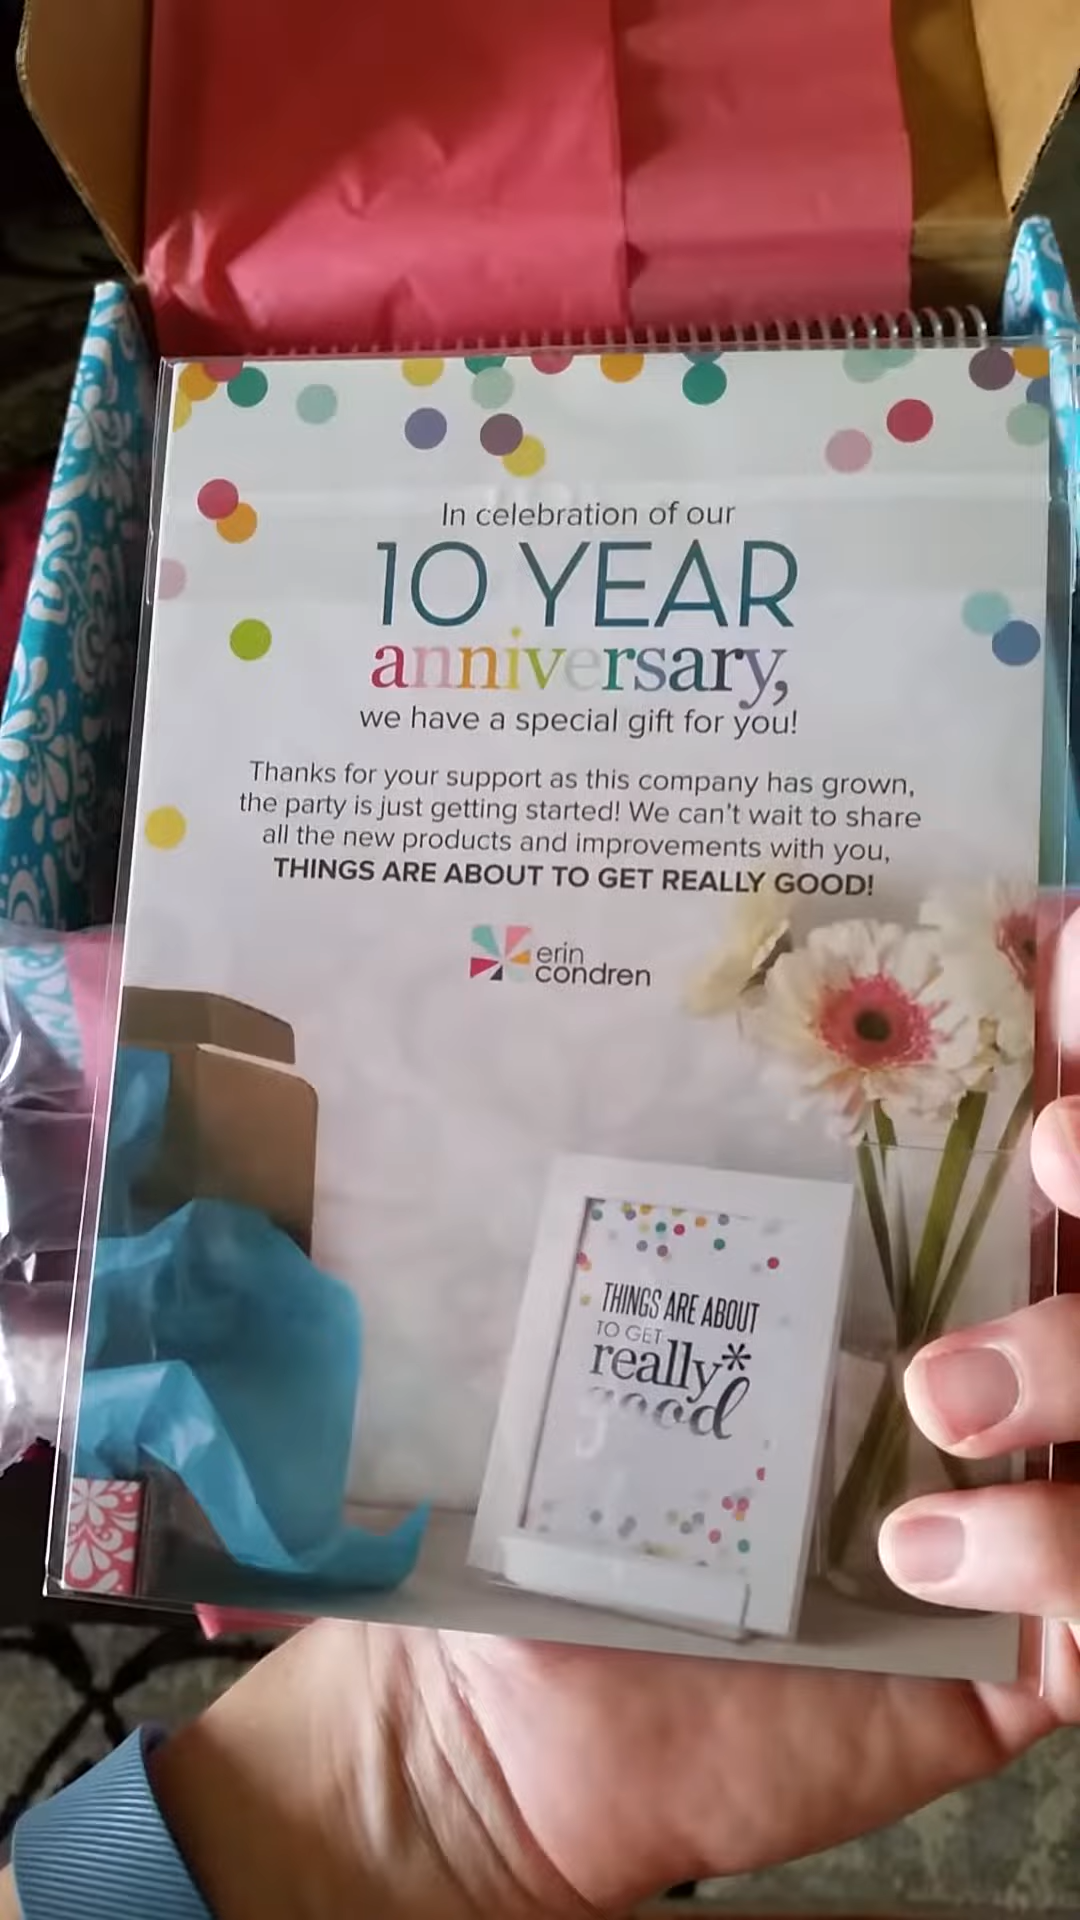 In celebration of our
10 YEAR
anniversary,
we have a special gift for you!
Thanks for your support as this company has grown,
the party is just getting started! We can't wait to share
all the new products and improvements with you,
THINGS ARE ABOUT TO GET REALLY GOOD!
erin
condren
THINGS ARE ABOUT
TO GET
really*
good